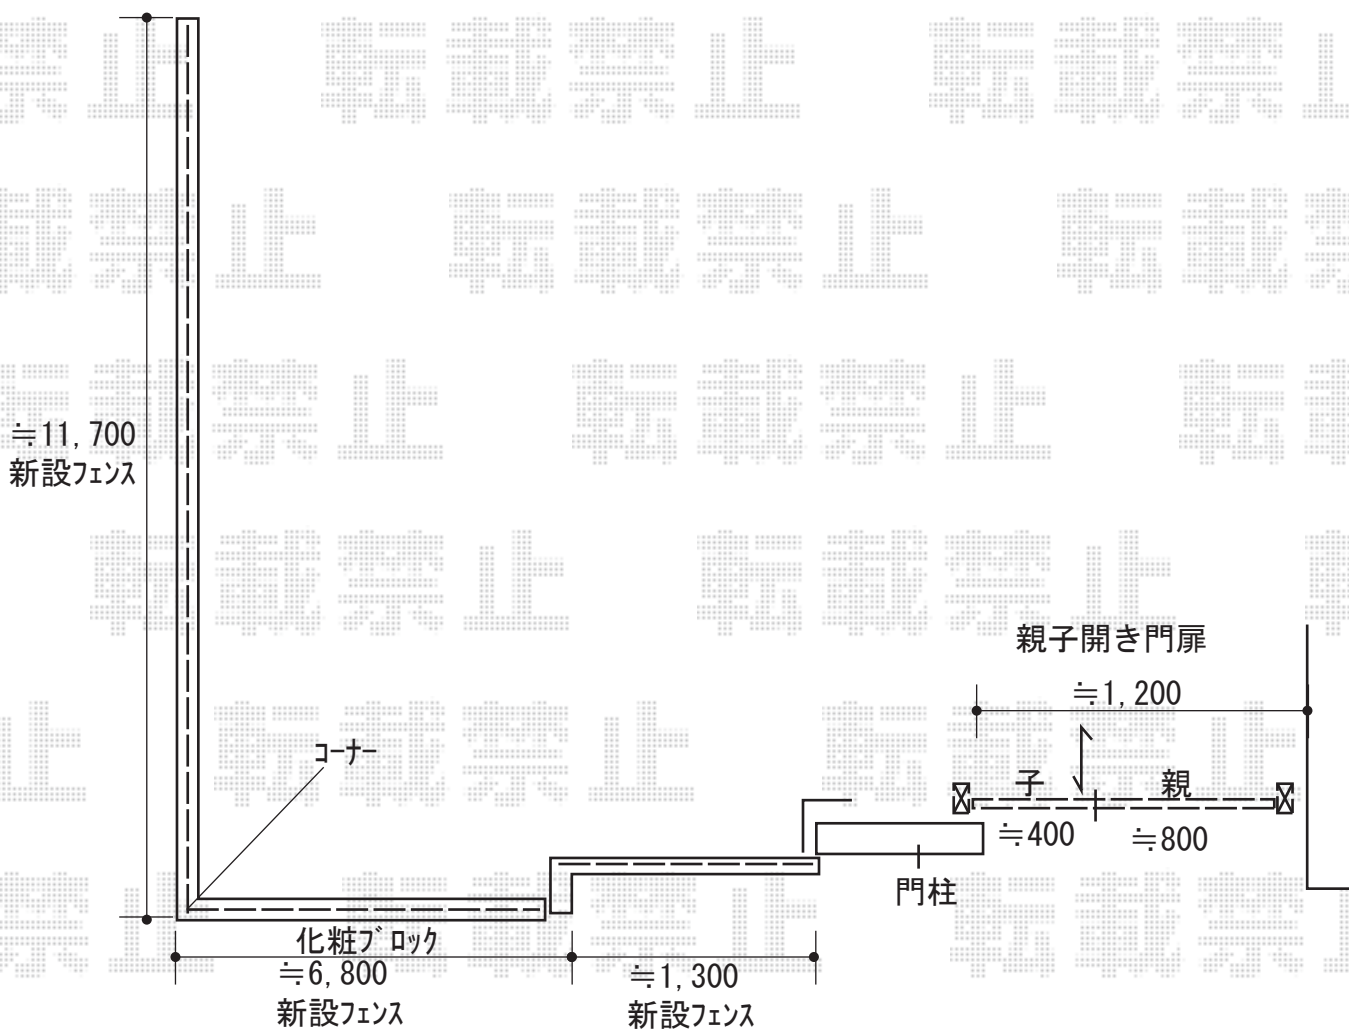 転載禁止
≒11,700
新設フェンス
親子開き門扉
≒1,200
コーナー
子
親
≒400
≒800
門柱
化粧ブロック
≒6,800
新設フェンス
≒1,300
新設フェンス